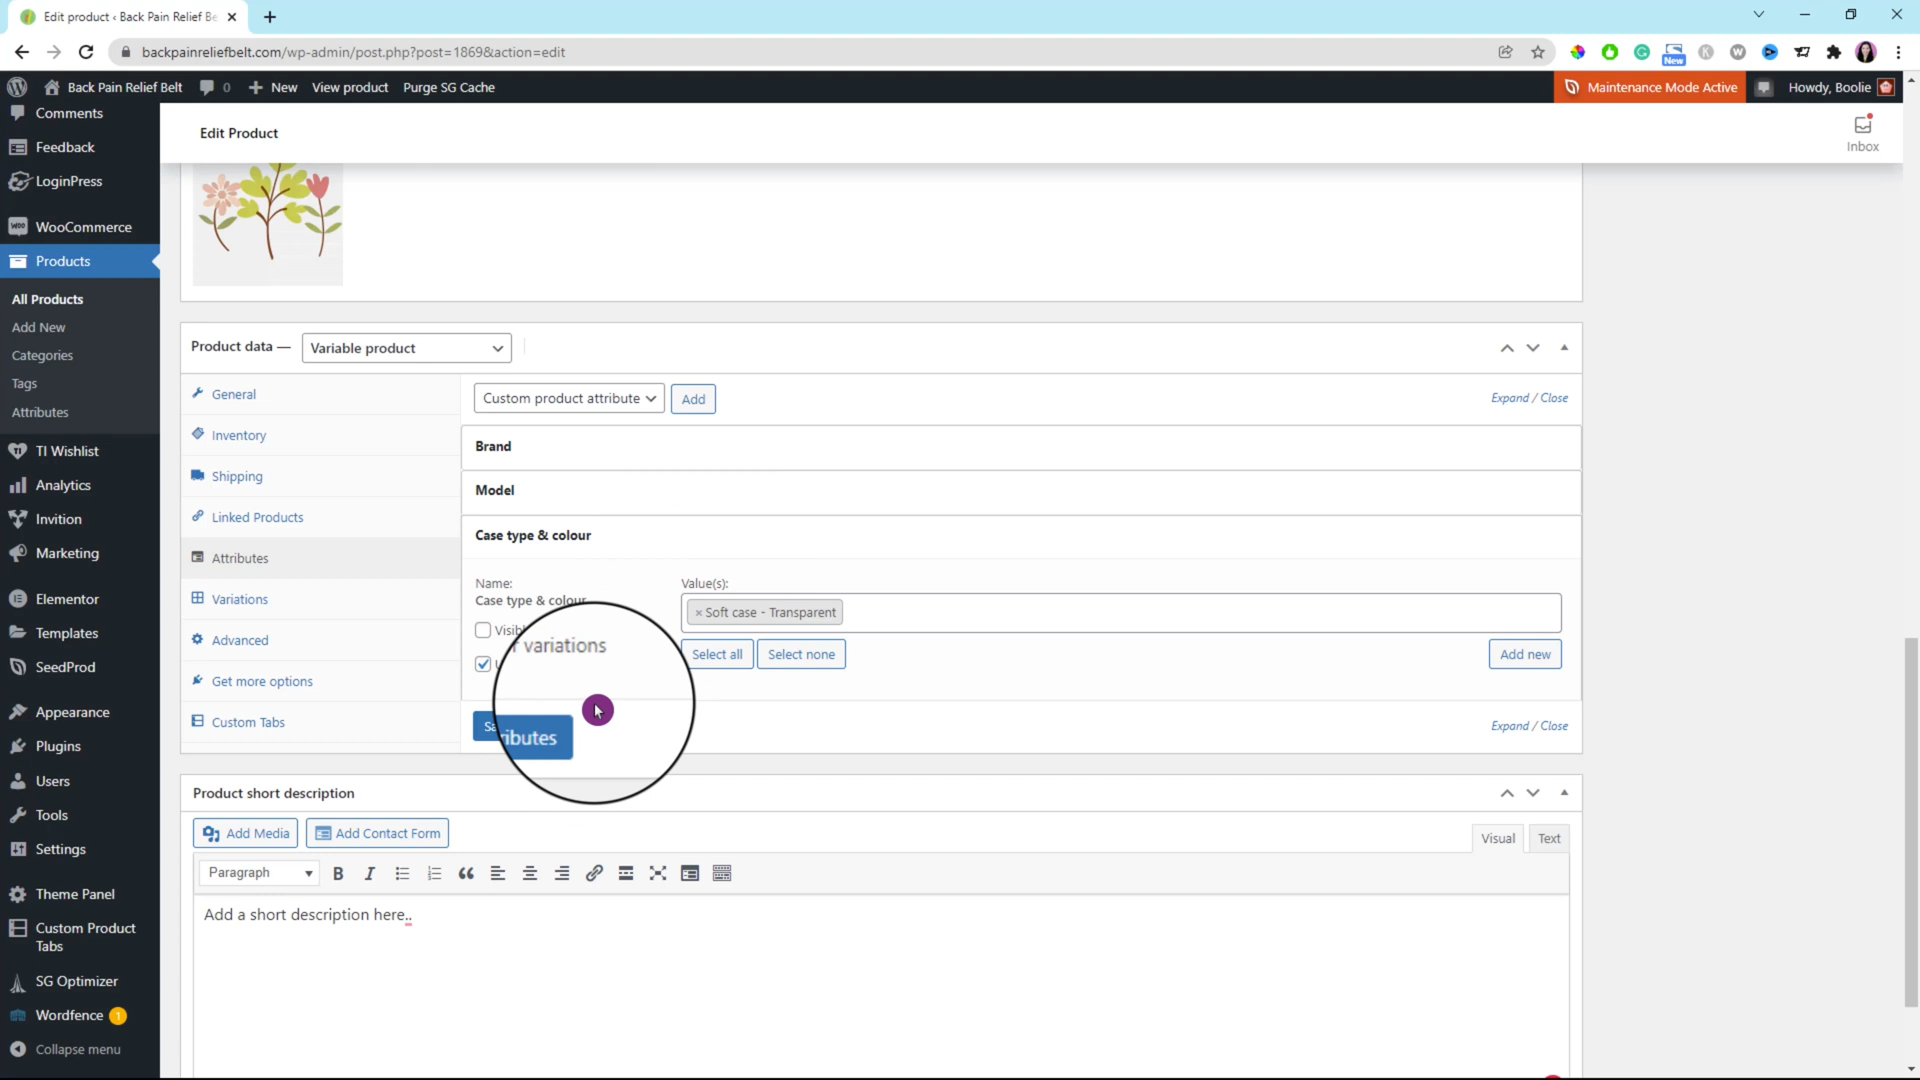 Edit product ‹ Back Pain Relief Be
backpainreliefbelt.com/wp-admin/post.php?post=1869&action=edit
New
Back Pain Relief Belt
0
New
View product
Purge SG Cache
Maintenance Mode Active
Howdy, Boolie
Comments
Feedback
LoginPress
WooCommerce
Products
All Products
Add New
Categories
Tags
Attributes
TI Wishlist
Analytics
Invition
Marketing
Elementor
Templates
SeedProd
Appearance
Plugins
Users
Tools
Settings
Theme Panel
Custom Product
Tabs
SG Optimizer
Wordfence 1
Collapse menu
Edit Product
Inbox
Product data —
Variable product
General
Inventory
Shipping
Linked Products
Attributes
Variations
Advanced
Get more options
Custom Tabs
Custom product attribute
Add
Expand / Close
Brand
Model
Case type & colour
Name:
Case type & colour
Value(s):
× Soft case - Transparent
variations
Select all
Select none
Add new
ributes
Expand / Close
Product short description
Add Media
Add Contact Form
Visual
Text
Paragraph
Add a short description here..